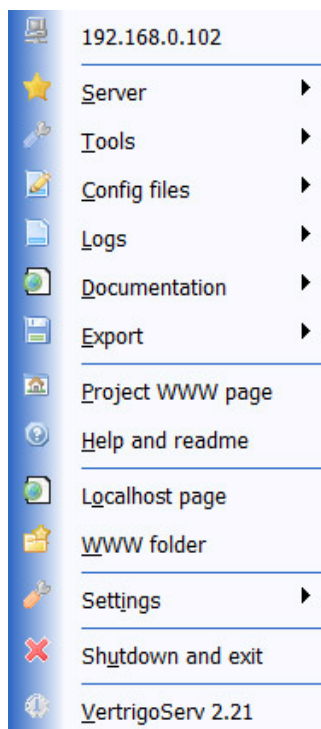 192.168.0.102
Server
Tools
Config files
Logs
Documentation
Export
Project WWW page
Help and readme
Localhost page
WWW folder
Settings
Shutdown and exit
VertrigoServ 2.21